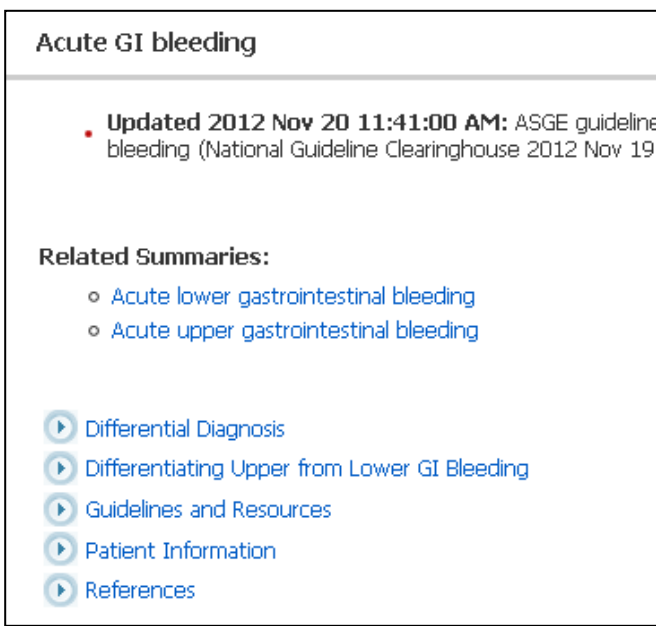 Acute GI bleeding
Updated 2012 Nov 20 11:41:00 AM: ASGE guideline
bleeding (National Guideline Clearinghouse 2012 Nov 19
Related Summaries:
Acute lower gastrointestinal bleeding
Acute upper gastrointestinal bleeding
Differential Diagnosis
Differentiating Upper from Lower GI Bleeding
Guidelines and Resources
Patient Information
References